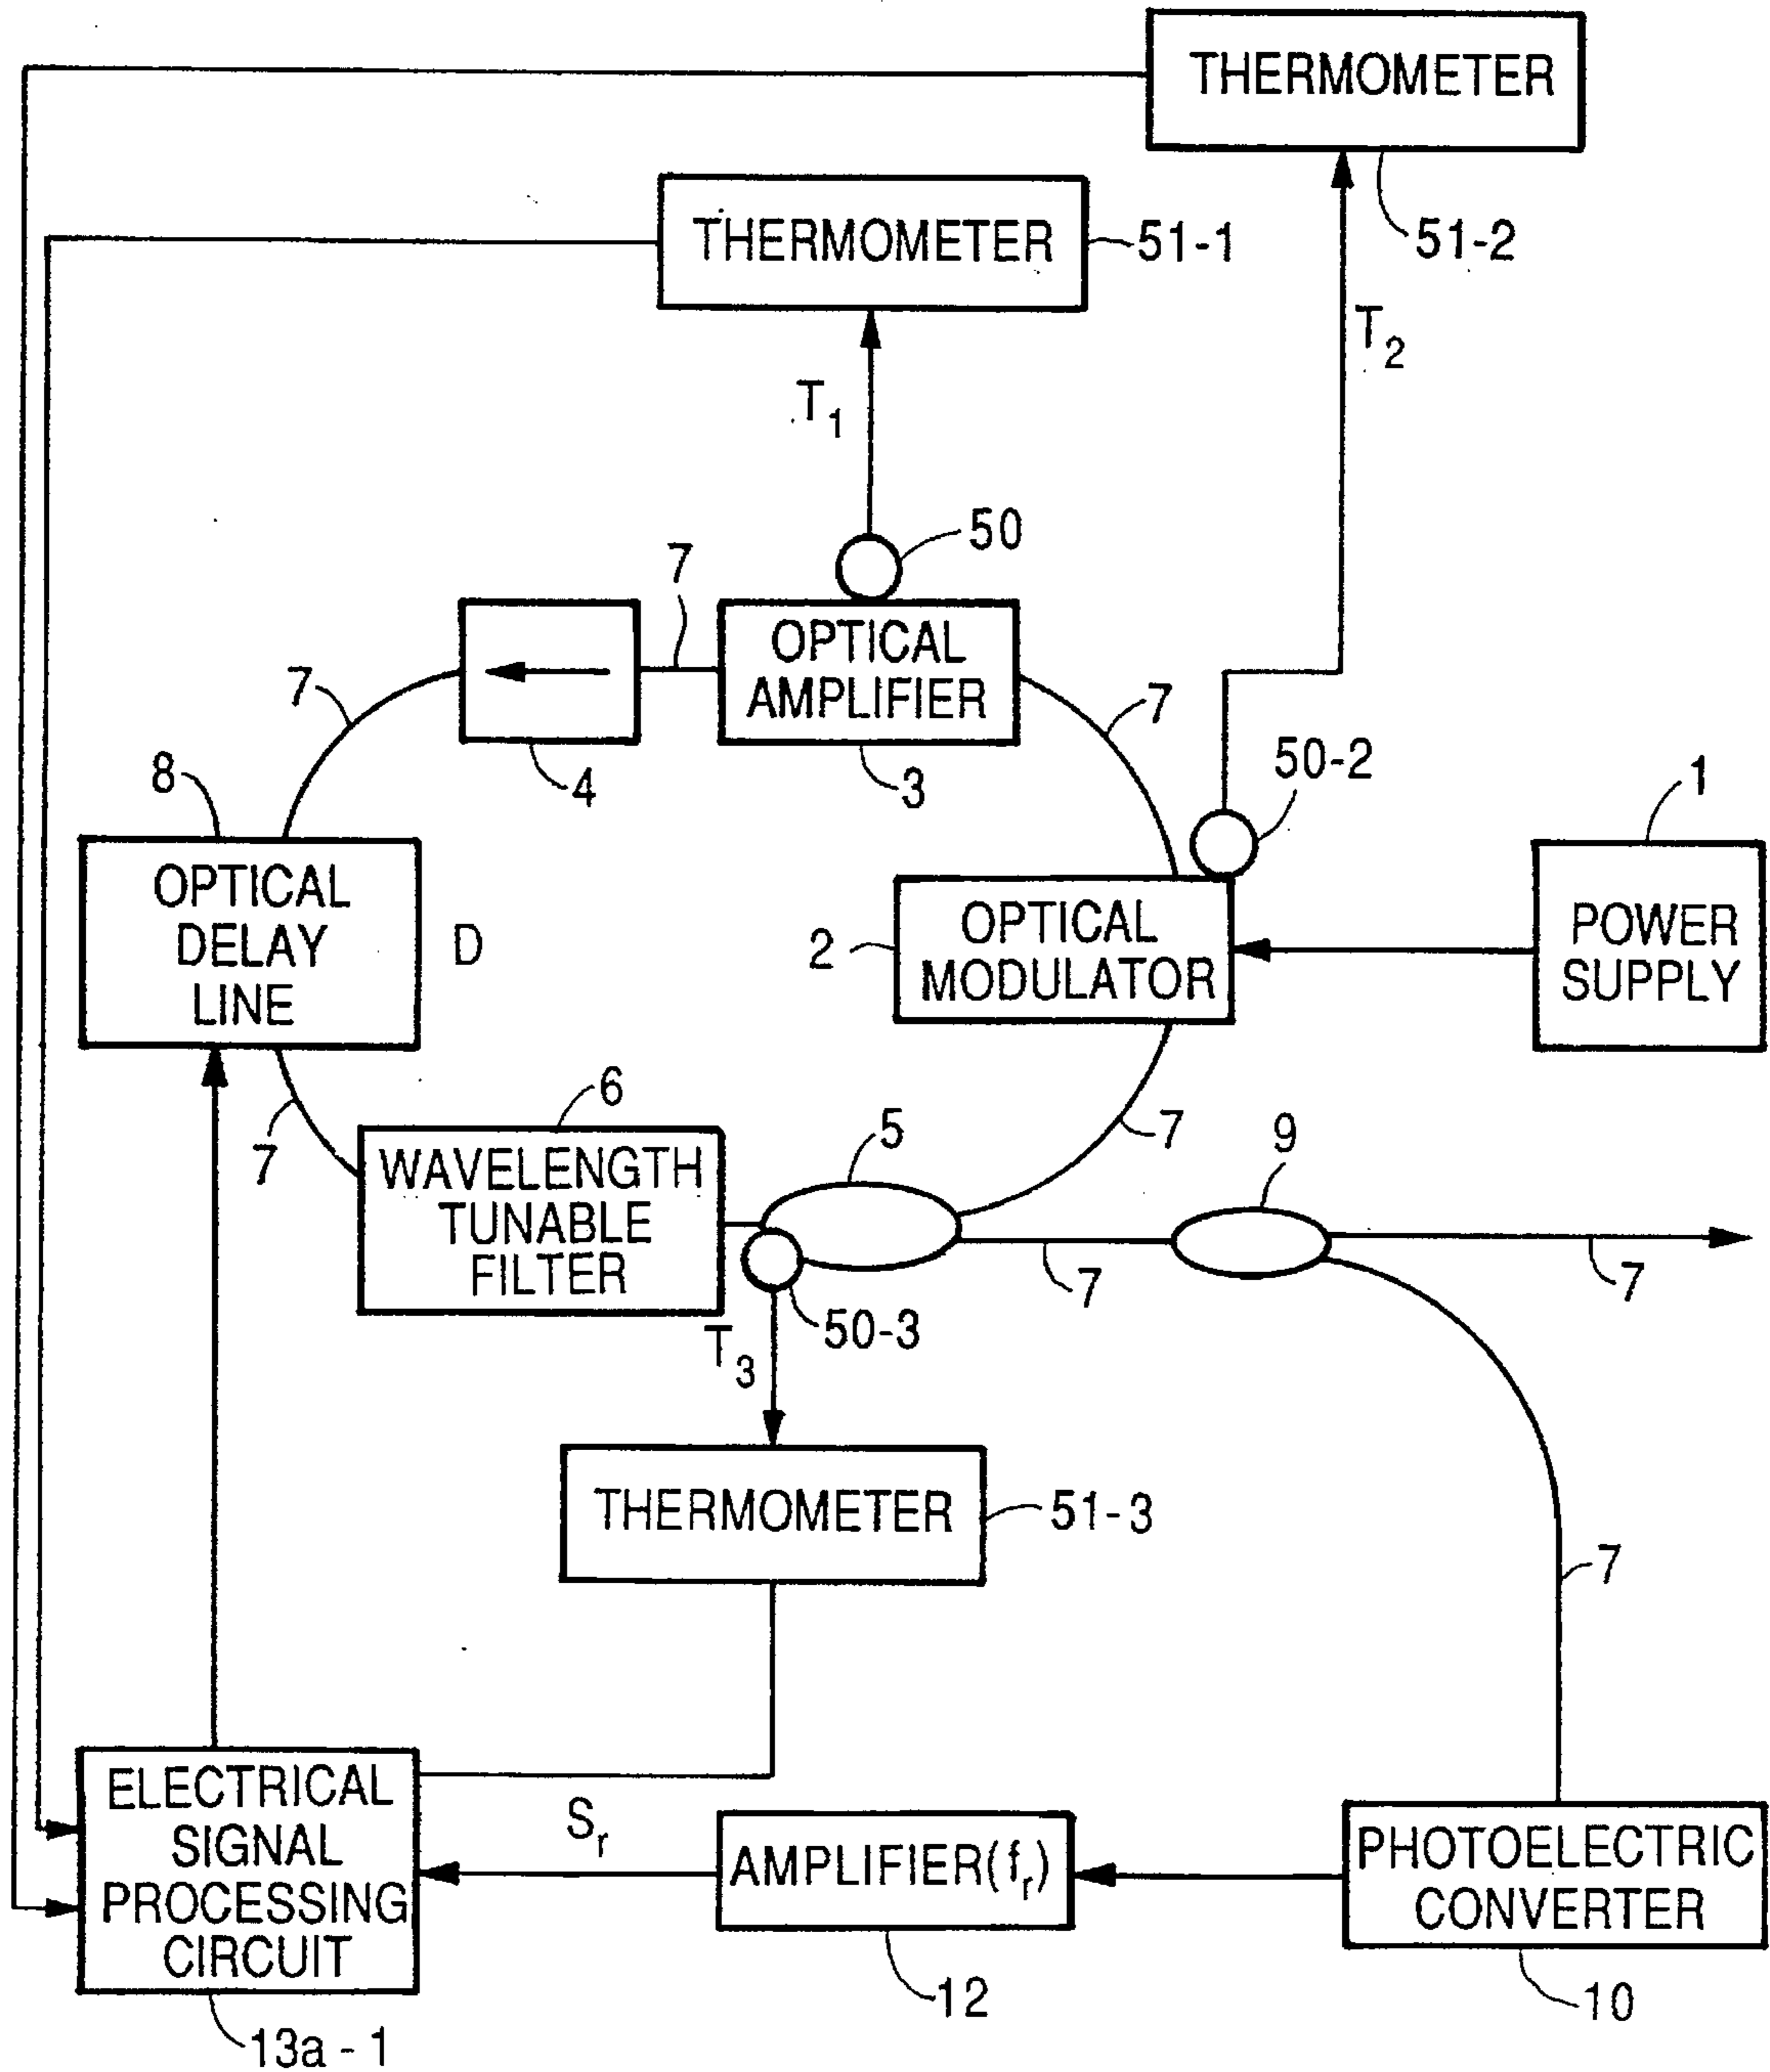 THERMOMETER
51-2
THERMOMETER
51-1
T2
T1
50
7
OPTICAL
AMPLIFIER
7
7
4
3
50-2
1
8
OPTICAL
DELAY
LINE
D
2
OPTICAL
MODULATOR
POWER
SUPPLY
7
6
WAVELENGTH
TUNABLE
FILTER
5
7
9
7
7
50-3
T3
THERMOMETER
51-3
7
ELECTRICAL
SIGNAL
PROCESSING
CIRCUIT
Sr
AMPLIFIER(fr)
PHOTOELECTRIC
CONVERTER
12
10
13a - 1